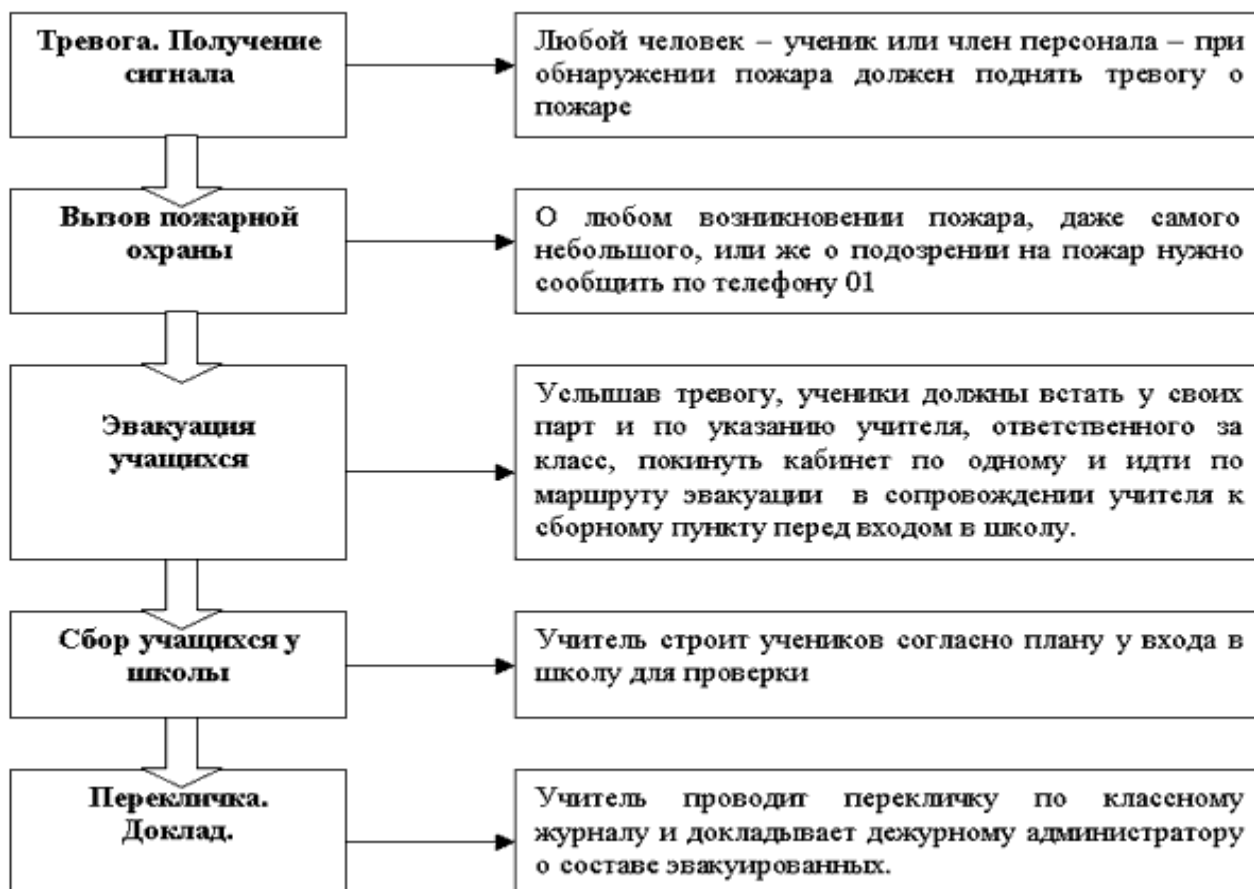 Тревога. Получение
сигнала
Любой человек – ученик или член персонала – при
обнаружении пожара должен поднять тревогу о
пожаре
Вызов пожарной
охраны
О любом возникновении пожара, даже самого
небольшого, или же о подозрении на пожар нужно
сообщить по телефону 01
Эвакуация
учащихся
Услышав тревогу, ученики должны встать у своих
парт и по указанию учителя, ответственного за
класс, покинуть кабинет по одному и идти по
маршруту эвакуации в сопровождении учителя к
сборному пункту перед входом в школу.
Сбор учащихся у
школы
Учитель строит учеников согласно плану у входа в
школу для проверки
Перекличка.
Доклад.
Учитель проводит перекличку по классному
журналу и докладывает дежурному администратору
о составе эвакуированных.